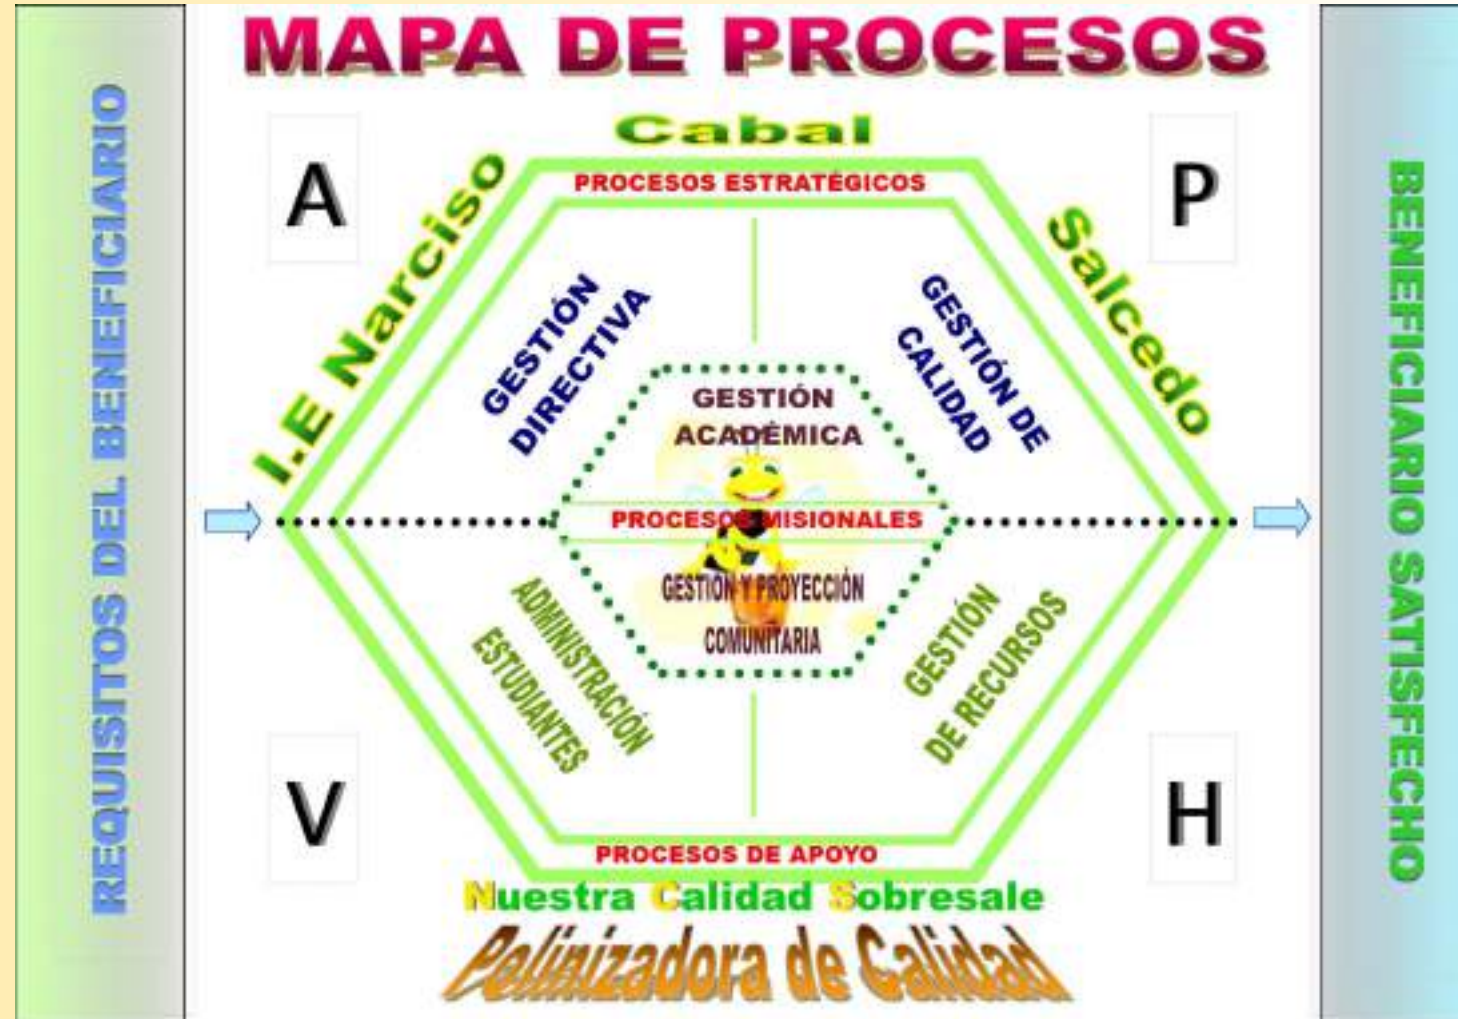 MAPA DE PROCESOS
REQUISITOS DEL BENEFICIARIO
A
P
I.E Narciso
Cabal
Salcedo
PROCESOS ESTRATÉGICOS
GESTIÓN
DIRECTIVA
GESTIÓN DE
CALIDAD
GESTIÓN
ACADÉMICA
PROCESOS MISIONALES
GESTIÓN Y PROYECCIÓN
COMUNITARIA
ADMINISTRACIÓN
ESTUDIANTES
GESTIÓN
DE RECURSOS
V
H
PROCESOS DE APOYO
Nuestra Calidad Sobresale
Polinizadora de Calidad
BENEFICIARIO SATISFECHO